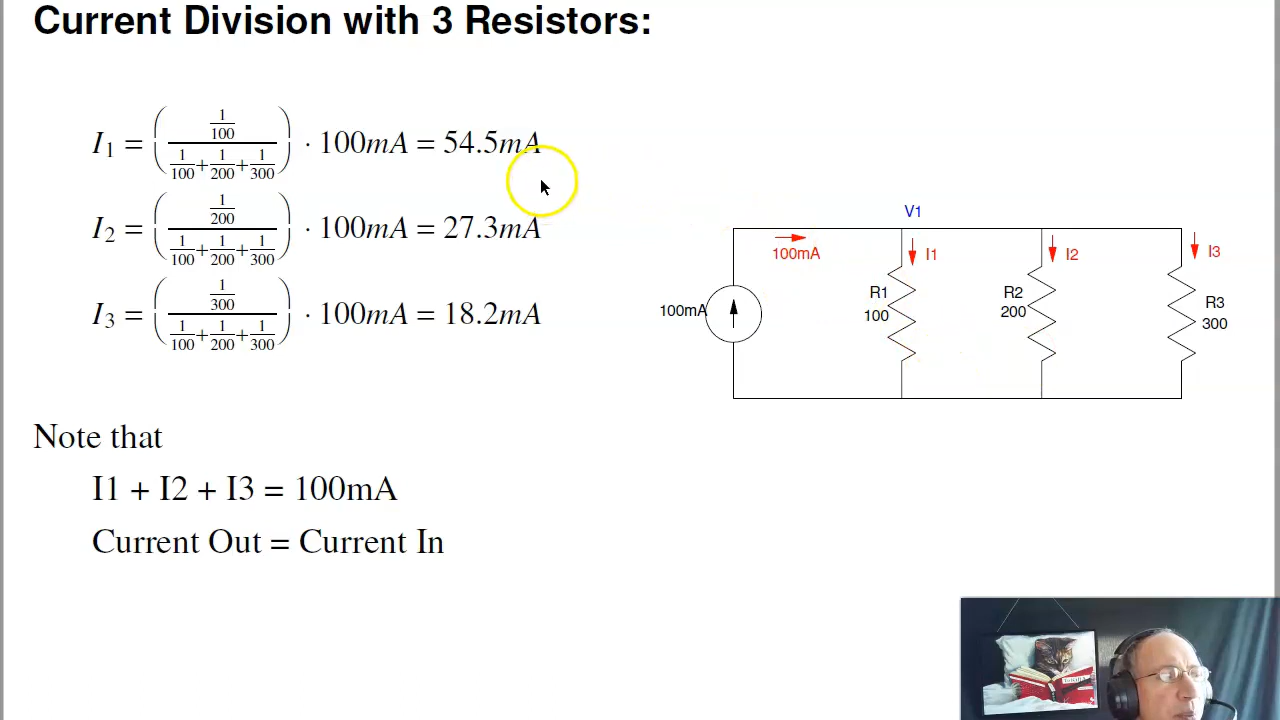 Current Division with 3 Resistors:
I₁ = ( (1/100) / (1/100 + 1/200 + 1/300) ) · 100mA = 54.5mA
I₂ = ( (1/200) / (1/100 + 1/200 + 1/300) ) · 100mA = 27.3mA
I₃ = ( (1/300) / (1/100 + 1/200 + 1/300) ) · 100mA = 18.2mA
Note that
I1 + I2 + I3 = 100mA
Current Out = Current In
V1
100mA
I1
I2
I3
100mA
R1
100
R2
200
R3
300